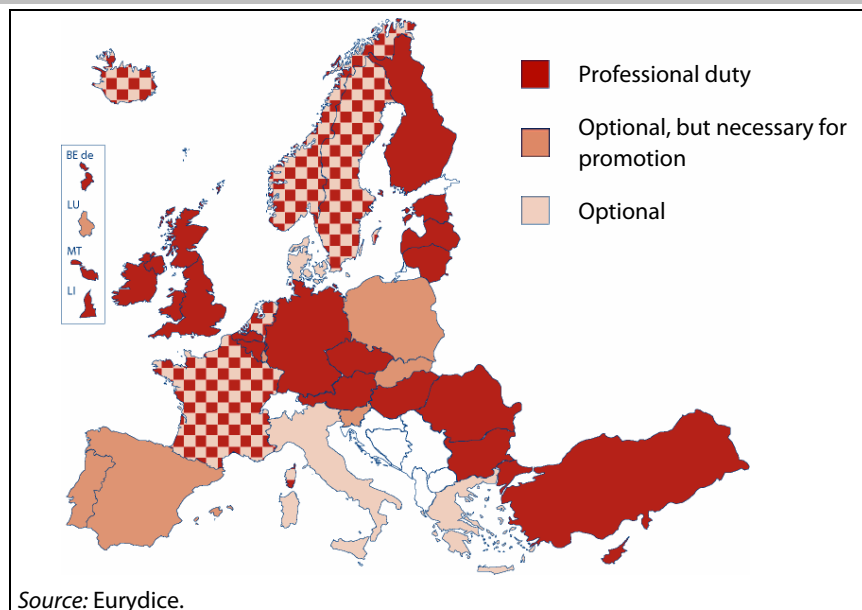 Professional duty
Optional, but necessary for
promotion
Optional
BE de
LU
MT
LI
Source: Eurydice.